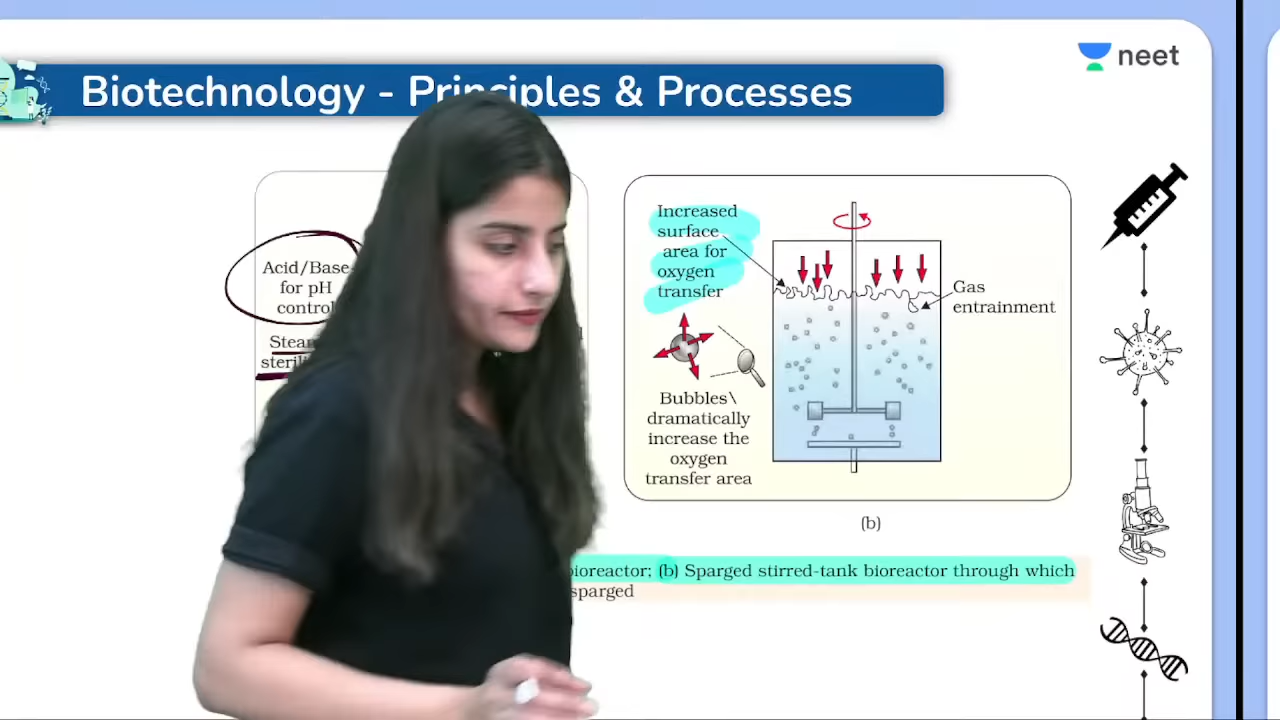 neet
Biotechnology - Principles & Processes
Acid/Base
for pH
control
Increased
surface
area for
oxygen
transfer
Gas
entrainment
Bubbles\
dramatically
increase the
oxygen
transfer area
(b)
bioreactor; (b) Sparged stirred-tank bioreactor through which
sparged